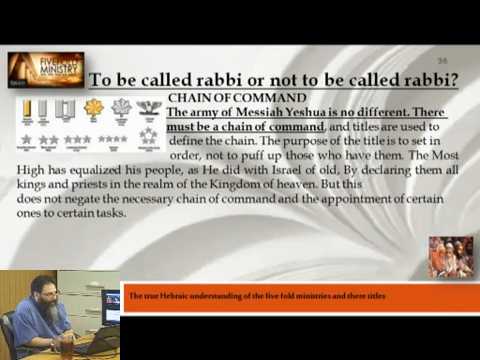 26
FIVEFOLD
MINISTRY
To be called rabbi or not to be called rabbi?
CHAIN OF COMMAND
The army of Messiah Yeshua is no different. There
must be a chain of command, and titles are used to
define the chain. The purpose of the title is to set in
order, not to puff up those who have them. The Most
High has equalized his people, as He did with Israel of old, By declaring them all
kings and priests in the realm of the Kingdom of heaven. But this
does not negate the necessary chain of command and the appointment of certain
ones to certain tasks.
The true Hebraic understanding of the five fold ministries and there titles